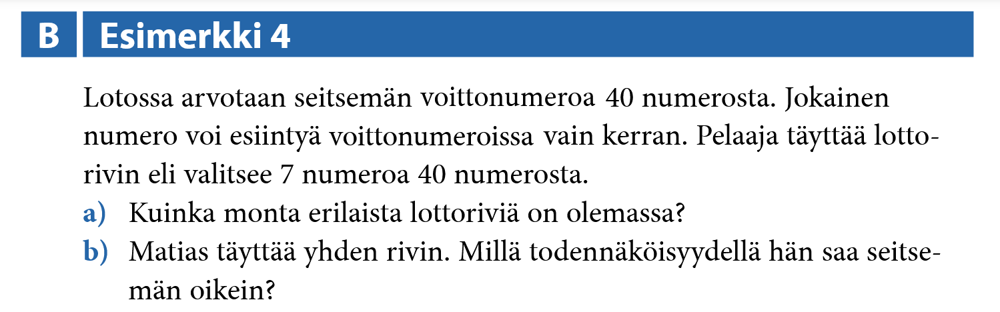 B Esimerkki 4
Lotossa arvotaan seitsemän voittonumeroa 40 numerosta. Jokainen
numero voi esiintyä voittonumeroissa vain kerran. Pelaaja täyttää lotto-
rivin eli valitsee 7 numeroa 40 numerosta.
a) Kuinka monta erilaista lottoriviä on olemassa?
b) Matias täyttää yhden rivin. Millä todennäköisyydellä hän saa seitse-
män oikein?